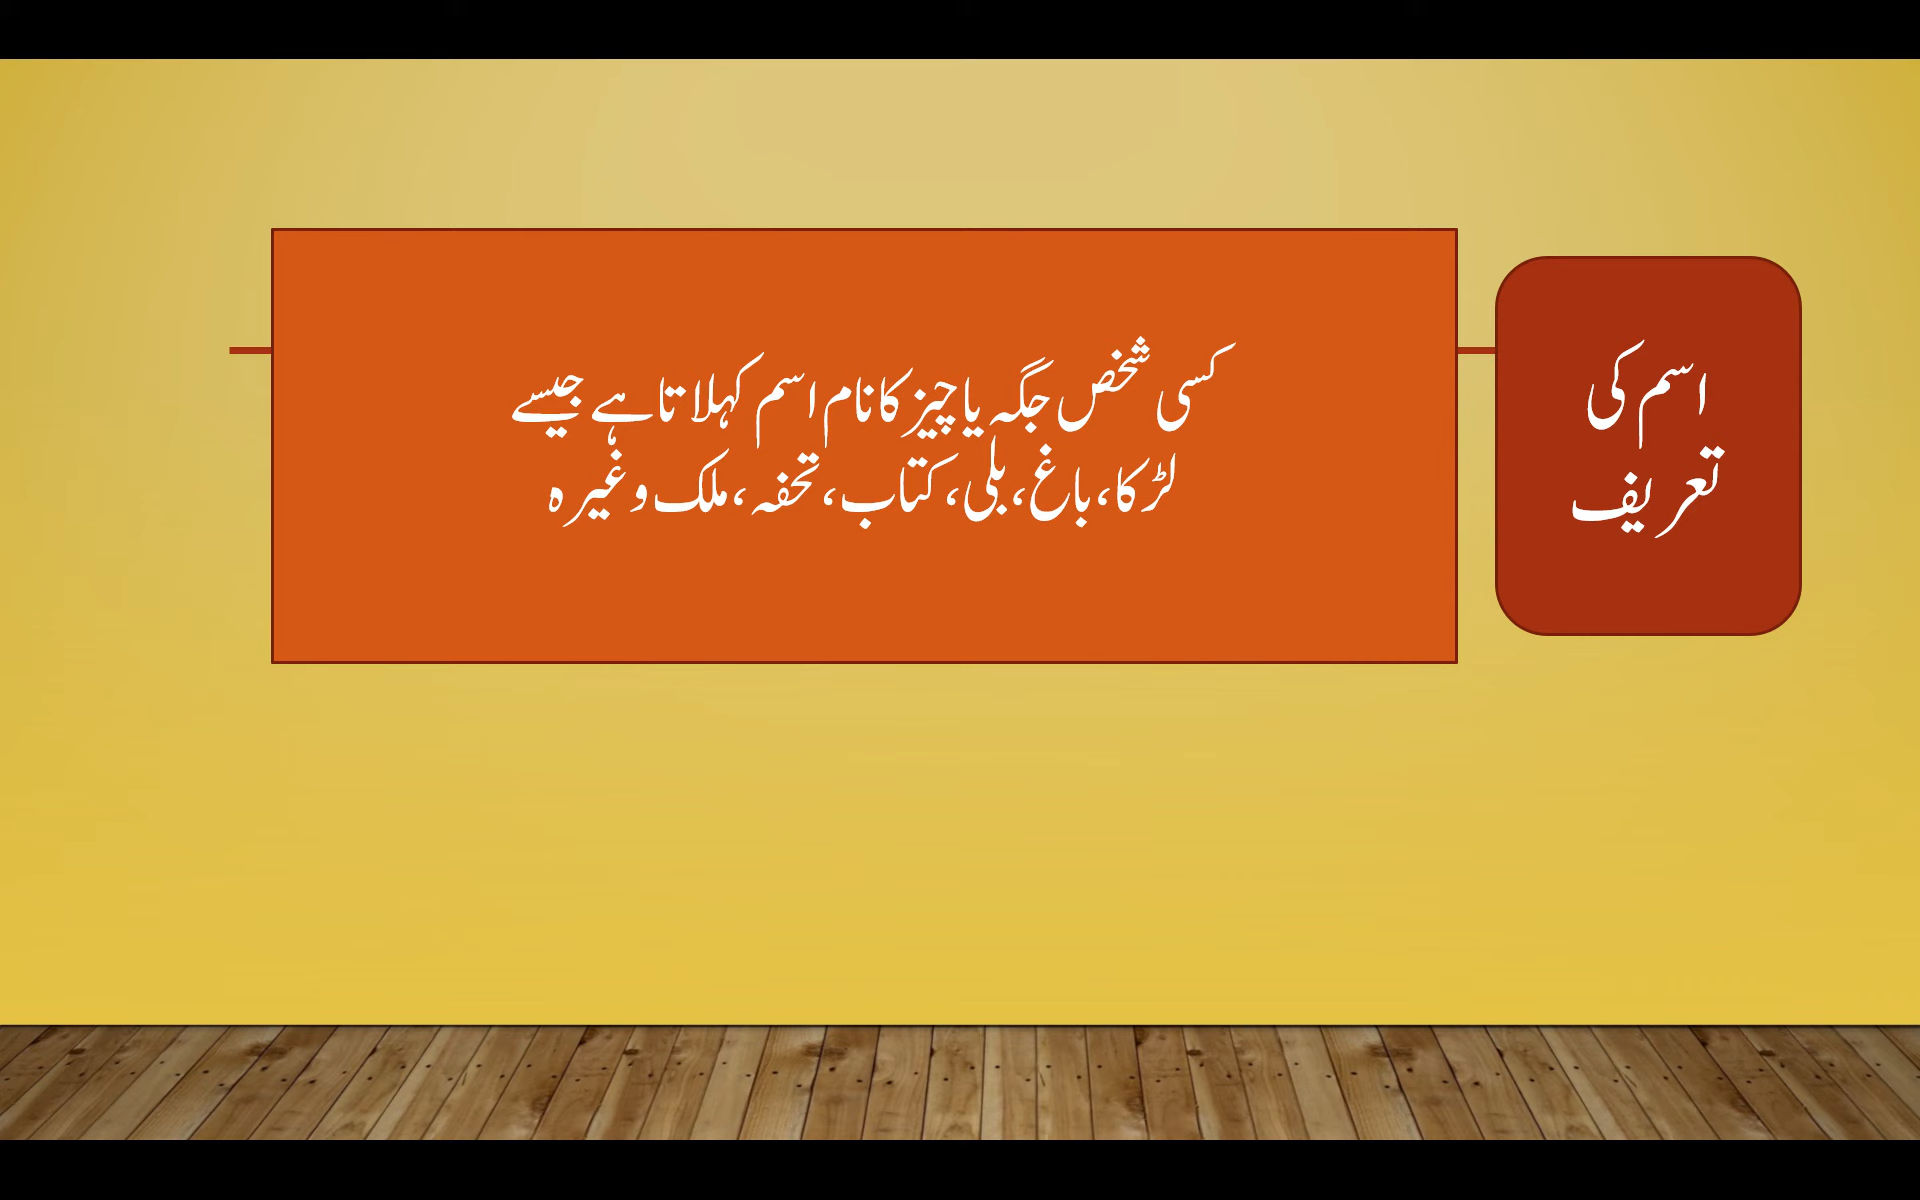 اسم کی
تعریف
کسی شخص جگہ یا چیز کا نام اسم کہلاتا ہے جیسے
لڑکا، باغ، بلی، کتاب، تحفہ، ملک وغیرہ